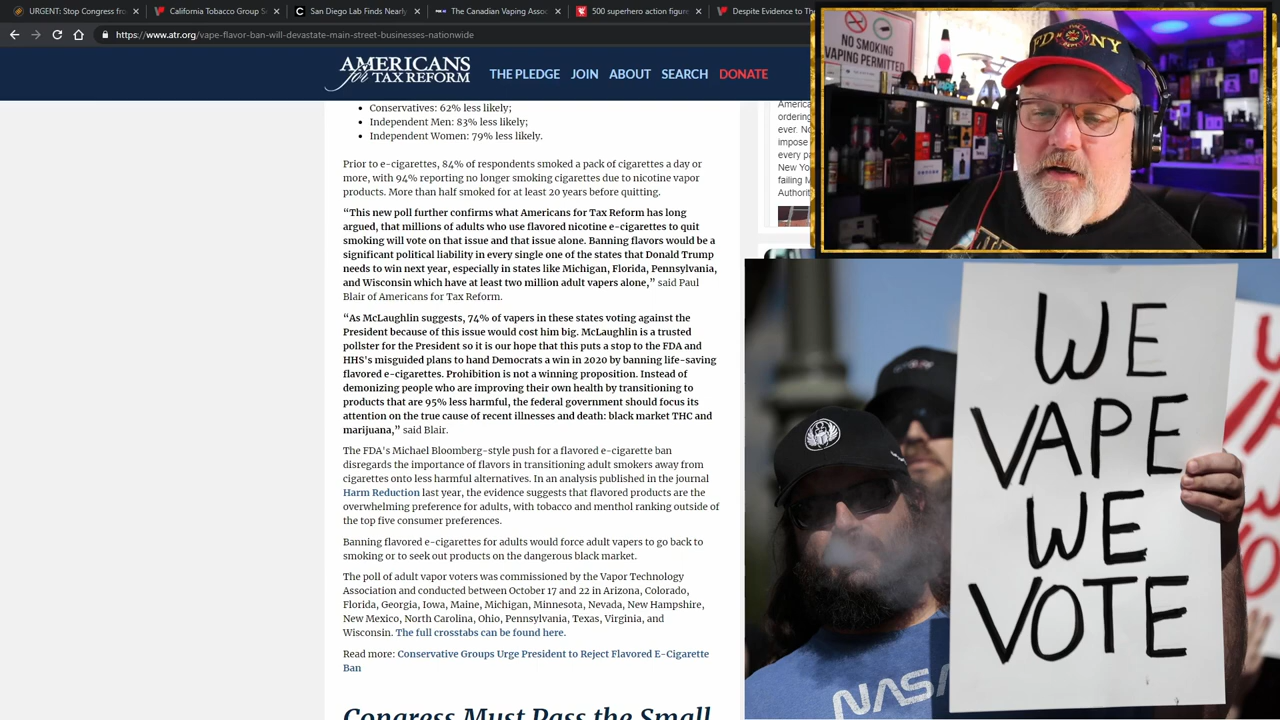 URGENT: Stop Congress from
California Tobacco Group S
San Diego Lab Finds Nearly
The Canadian Vaping Asso
500 superhero action figure
Despite Evidence to Th
https://www.atr.org/vape-flavor-ban-will-devastate-main-street-businesses-nationwide
AMERICANS
for TAX REFORM
THE PLEDGE JOIN ABOUT SEARCH DONATE
• Conservatives: 62% less likely;
• Independent Men: 83% less likely;
• Independent Women: 79% less likely.
Prior to e-cigarettes, 84% of respondents smoked a pack of cigarettes a day or
more, with 94% reporting no longer smoking cigarettes due to nicotine vapor
products. More than half smoked for at least 20 years before quitting.
“This new poll further confirms what Americans for Tax Reform has long
argued, that millions of adults who use flavored nicotine e-cigarettes to quit
smoking will vote on that issue and that issue alone. Banning flavors would be a
significant political liability in every single one of the states that Donald Trump
needs to win next year, especially in states like Michigan, Florida, Pennsylvania,
and Wisconsin which have at least two million adult vapers alone,” said Paul
Blair of Americans for Tax Reform.
“As McLaughlin suggests, 74% of vapers in these states voting against the
President because of this issue would cost him big. McLaughlin is a trusted
pollster for the President so it is our hope that this puts a stop to the FDA and
HHS's misguided plans to hand Democrats a win in 2020 by banning life-saving
flavored e-cigarettes. Prohibition is not a winning proposition. Instead of
demonizing people who are improving their own health by transitioning to
products that are 95% less harmful, the federal government should focus its
attention on the true cause of recent illnesses and death: black market THC and
marijuana,” said Blair.
The FDA's Michael Bloomberg-style push for a flavored e-cigarette ban
disregards the importance of flavors in transitioning adult smokers away from
cigarettes onto less harmful alternatives. In an analysis published in the journal
Harm Reduction last year, the evidence suggests that flavored products are the
overwhelming preference for adults, with tobacco and menthol ranking outside of
the top five consumer preferences.
Banning flavored e-cigarettes for adults would force adult vapers to go back to
smoking or to seek out products on the dangerous black market.
The poll of adult vapor voters was commissioned by the Vapor Technology
Association and conducted between October 17 and 22 in Arizona, Colorado,
Florida, Georgia, Iowa, Maine, Michigan, Minnesota, Nevada, New Hampshire,
New Mexico, North Carolina, Ohio, Pennsylvania, Texas, Virginia, and
Wisconsin. The full crosstabs can be found here.
Read more: Conservative Groups Urge President to Reject Flavored E-Cigarette
Ban
Congress Must Pass the Small
America
ordering
ever. No
impose
every pa
New Yo
failing M
Authorit
NO SMOKING
VAPING PERMITTED
FD NY
WE
VAPE
WE
VOTE
NASA